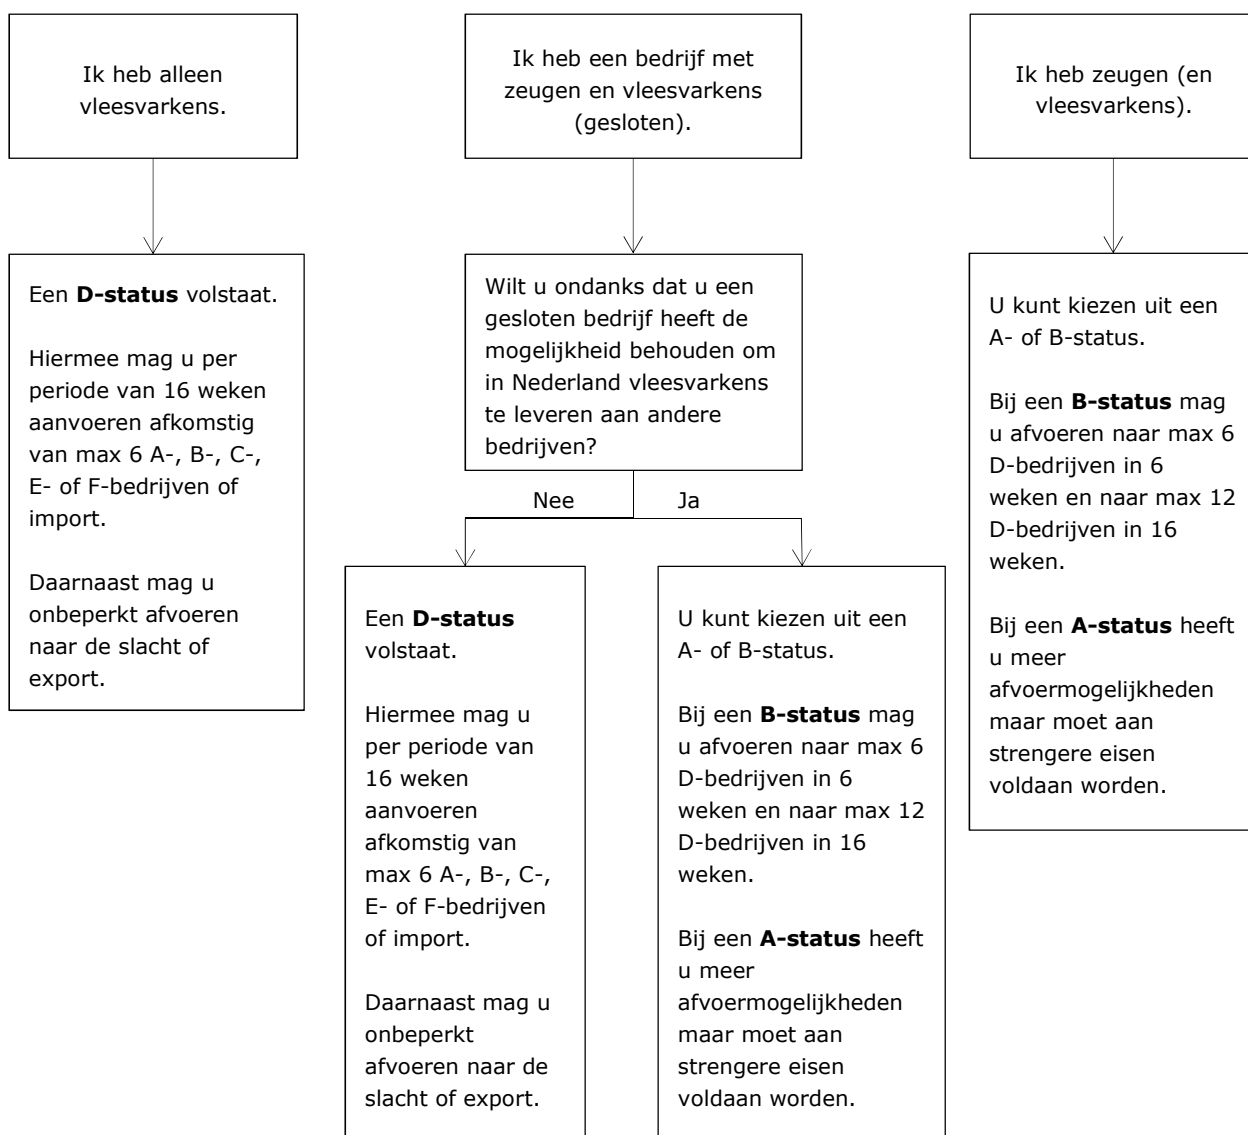 Ik heb alleen
vleesvarkens.
Ik heb een bedrijf met
zeugen en vleesvarkens
(gesloten).
Ik heb zeugen (en
vleesvarkens).
Een D-status volstaat.
Hiermee mag u per
periode van 16 weken
aanvoeren afkomstig
van max 6 A-, B-, C-,
E- of F-bedrijven of
import.
Daarnaast mag u
onbeperkt afvoeren
naar de slacht of
export.
Wilt u ondanks dat u een
gesloten bedrijf heeft de
mogelijkheid behouden om
in Nederland vleesvarkens
te leveren aan andere
bedrijven?
U kunt kiezen uit een
A- of B-status.
Bij een B-status mag
u afvoeren naar max 6
D-bedrijven in 6
weken en naar max 12
D-bedrijven in 16
weken.
Bij een A-status heeft
u meer
afvoermogelijkheden
maar moet aan
strengere eisen
voldaan worden.
Nee
Ja
Een D-status
volstaat.
Hiermee mag u
per periode van
16 weken
aanvoeren
afkomstig van
max 6 A-, B-, C-,
E- of F-bedrijven
of import.
Daarnaast mag u
onbeperkt
afvoeren naar de
slacht of export.
U kunt kiezen uit een
A- of B-status.
Bij een B-status mag
u afvoeren naar max 6
D-bedrijven in 6
weken en naar max 12
D-bedrijven in 16
weken.
Bij een A-status heeft
u meer
afvoermogelijkheden
maar moet aan
strengere eisen
voldaan worden.